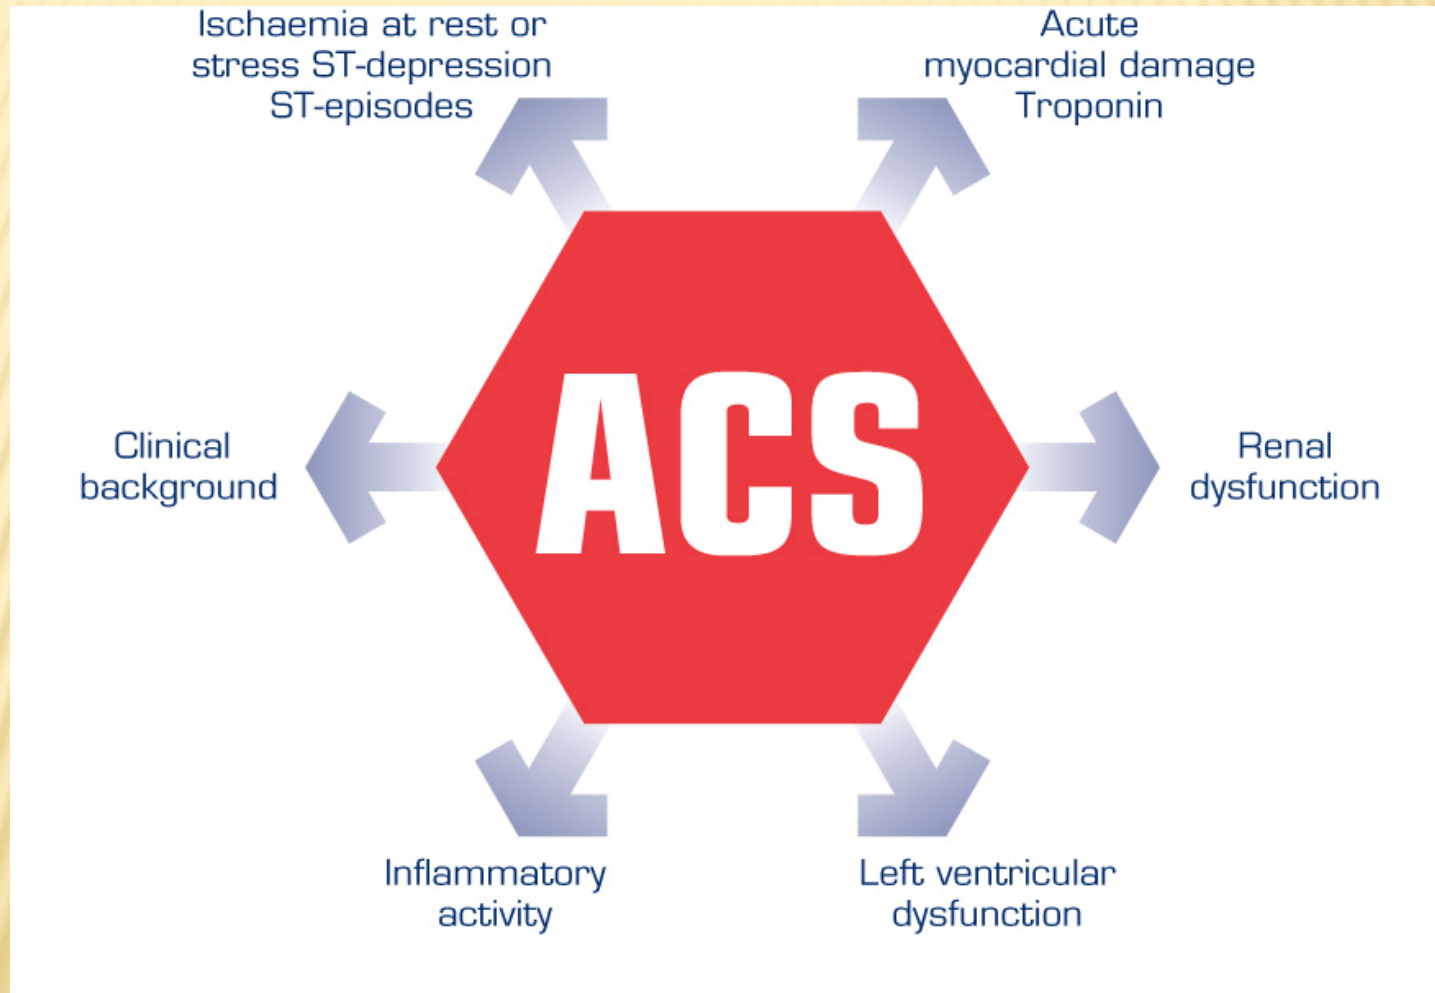 Ischaemia at rest or
stress ST-depression
ST-episodes
Acute
myocardial damage
Troponin
Clinical
background
ACS
Renal
dysfunction
Inflammatory
activity
Left ventricular
dysfunction